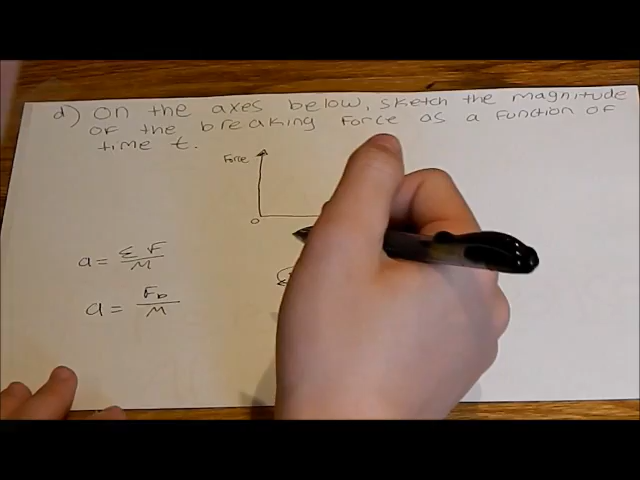 d) On the axes below, sketch the magnitude
of the breaking Force as a Function of
time t.
Force
0
a = ΣF/M
a = Fb/M